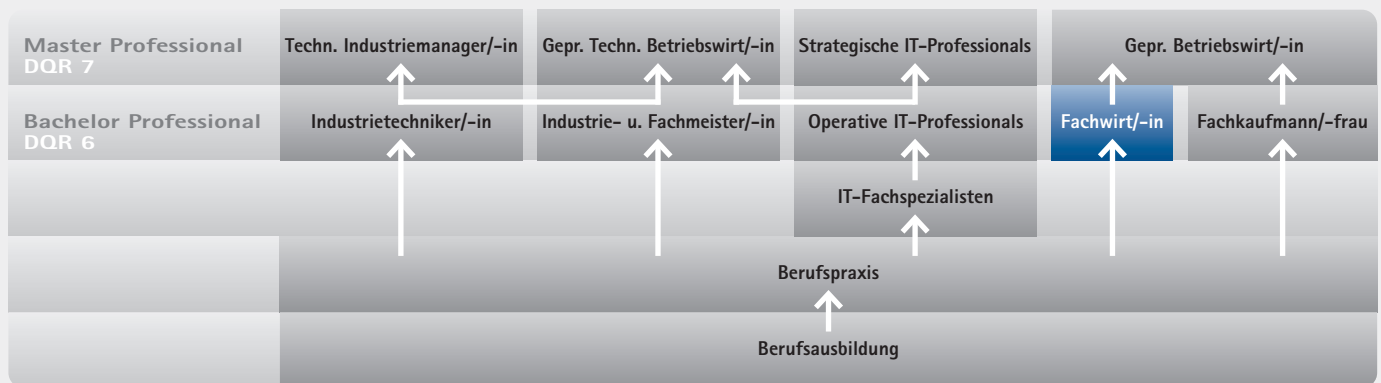 Master Professional
DQR 7
Techn. Industriemanager/-in
Gepr. Techn. Betriebswirt/-in
Strategische IT-Professionals
Gepr. Betriebswirt/-in
Bachelor Professional
DQR 6
Industrietechniker/-in
Industrie- u. Fachmeister/-in
Operative IT-Professionals
Fachwirt/-in
Fachkaufmann/-frau
IT-Fachspezialisten
Berufspraxis
Berufsausbildung